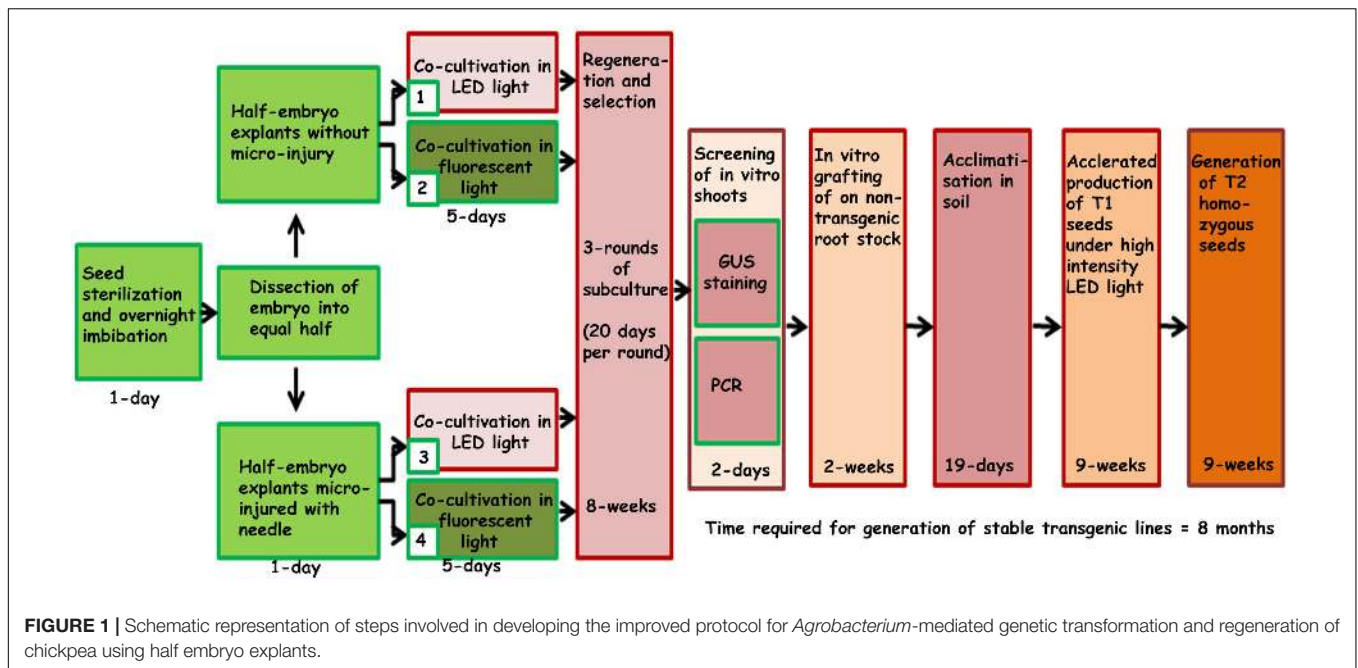 Seed
sterilization
and overnight
imbibation
1-day
Dissection of
embryo into
equal half
Half-embryo
explants without
micro-injury
Co-cultivation in
LED light
1
Co-cultivation in
fluorescent
light
2
5-days
Half-embryo
explants micro-
injured with
needle
1-day
Co-cultivation in
LED light
3
Co-cultivation in
fluorescent
light
4
5-days
Regenera-
tion and
selection
3-rounds
of
subculture
(20 days
per round)
8-weeks
Screening
of in vitro
shoots
GUS
staining
PCR
2-days
In vitro
grafting
of on non-
transgenic
root stock
2-weeks
Acclimati-
sation in
soil
19-days
Acclerated
production
of T1
seeds
under high
intensity
LED light
9-weeks
Generation
of T2
homo-
zygous
seeds
9-weeks
Time required for generation of stable transgenic lines = 8 months
FIGURE 1 | Schematic representation of steps involved in developing the improved protocol for Agrobacterium-mediated genetic transformation and regeneration of
chickpea using half embryo explants.